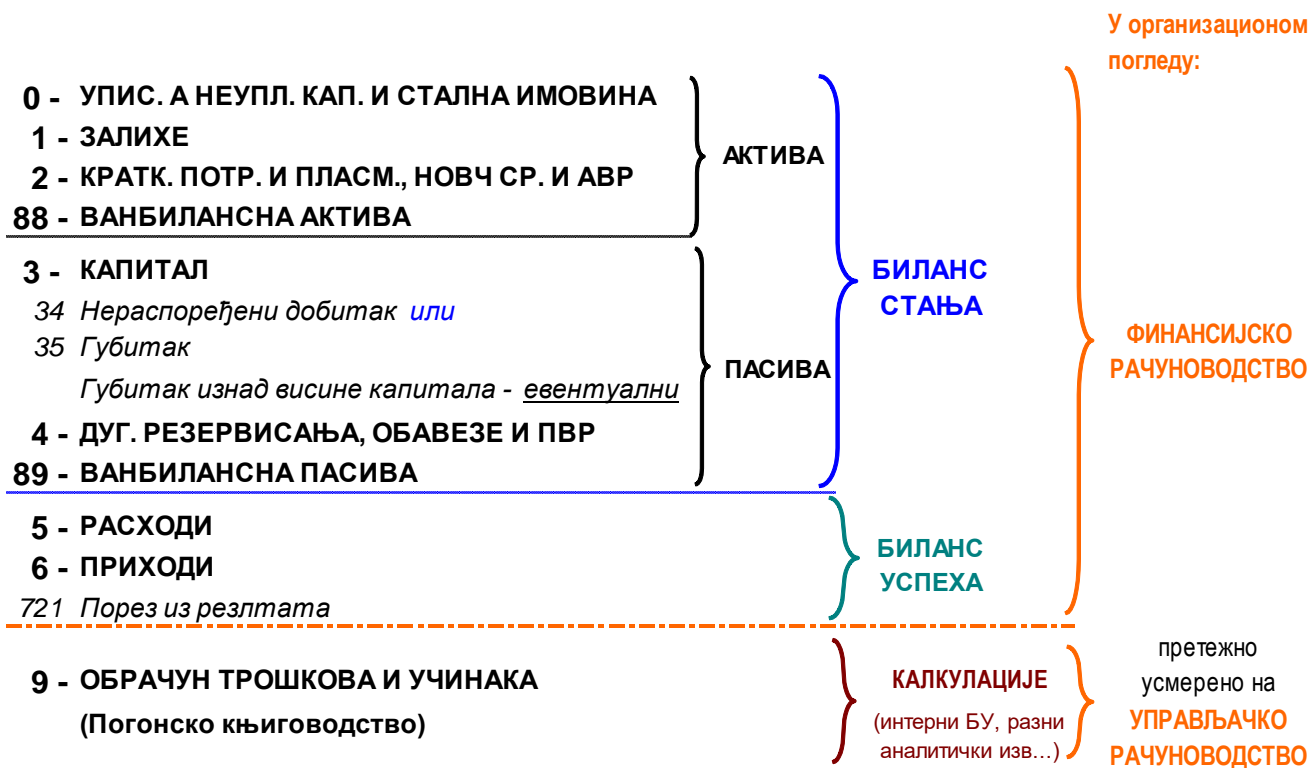 У организационом
погледу:
0 - УПИС. А НЕУПЛ. КАП. И СТАЛНА ИМОВИНА
1 - ЗАЛИХЕ
2 - КРАТК. ПОТР. И ПЛАСМ., НОВЧ СР. И АВР
88 - ВАНБИЛАНСНА АКТИВА
АКТИВА
3 - КАПИТАЛ
34 Нераспоређени добитак или
35 Губитак
Губитак изнад висине капитала - евентуални
4 - ДУГ. РЕЗЕРВИСАЊА, ОБАВЕЗЕ И ПВР
89 - ВАНБИЛАНСНА ПАСИВА
ПАСИВА
БИЛАНС
СТАЊА
5 - РАСХОДИ
6 - ПРИХОДИ
721 Порез из резлтата
БИЛАНС
УСПЕХА
ФИНАНСИЈСКО
РАЧУНОВОДСТВО
9 - ОБРАЧУН ТРОШКОВА И УЧИНАКА
(Погонско књиговодство)
КАЛКУЛАЦИЈЕ
(интерни БУ, разни
аналитички изв...)
претежно
усмерено на
УПРАВЉАЧКО
РАЧУНОВОДСТВО